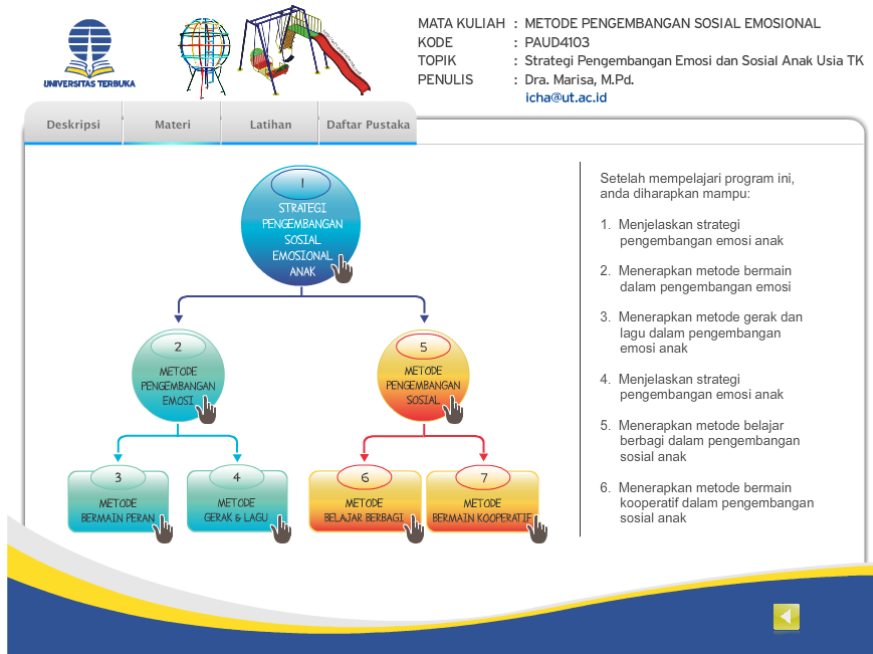 UNIVERSITAS TERBUKA
MATA KULIAH : METODE PENGEMBANGAN SOSIAL EMOSIONAL
KODE : PAUD4103
TOPIK : Strategi Pengembangan Emosi dan Sosial Anak Usia TK
PENULIS : Dra. Marisa, M.Pd.
icha@ut.ac.id
Deskripsi Materi Latihan Daftar Pustaka
1
STRATEGI
PENGEMBANGAN
SOSIAL
EMOSIONAL
ANAK
2
METODE
PENGEMBANGAN
EMOSI
5
METODE
PENGEMBANGAN
SOSIAL
3
METODE
BERMAIN PERAN
4
METODE
GERAK & LAGU
6
METODE
BELAJAR BERBAGI
7
METODE
BERMAIN KOOPERATIF
Setelah mempelajari program ini,
anda diharapkan mampu:
1. Menjelaskan strategi
pengembangan emosi anak
2. Menerapkan metode bermain
dalam pengembangan emosi
3. Menerapkan metode gerak dan
lagu dalam pengembangan
emosi anak
4. Menjelaskan strategi
pengembangan emosi anak
5. Menerapkan metode belajar
berbagi dalam pengembangan
sosial anak
6. Menerapkan metode bermain
kooperatif dalam pengembangan
sosial anak